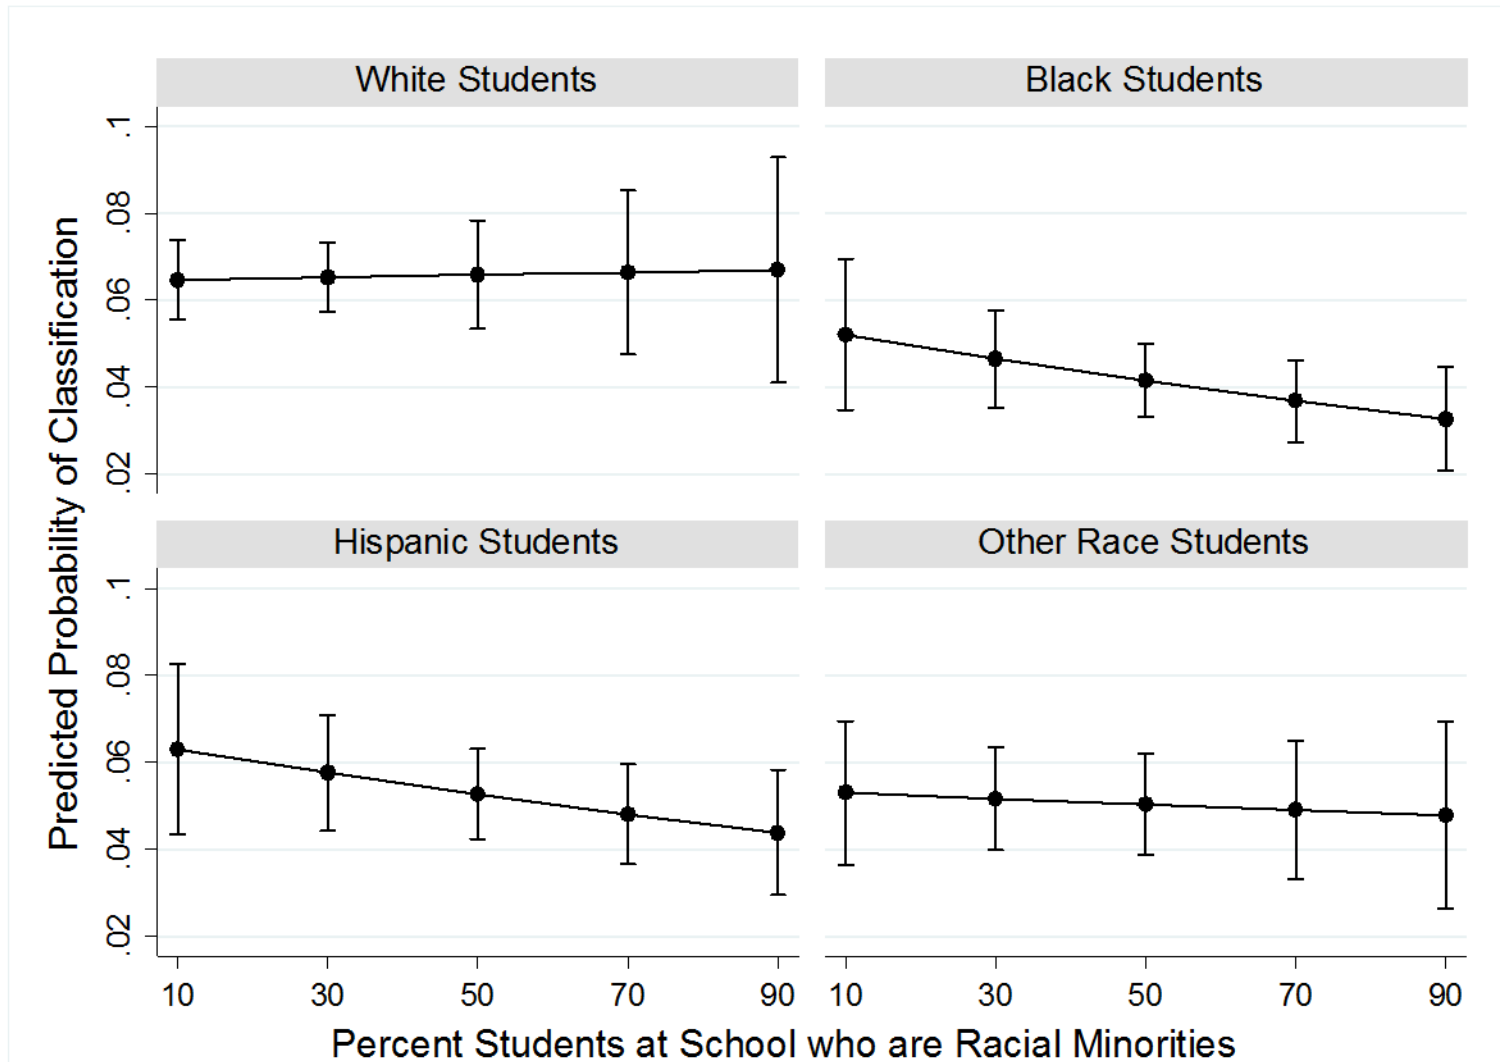 White Students
Black Students
.1
.08
.06
.04
.02
Hispanic Students
Other Race Students
.1
.08
.06
.04
.02
Predicted Probability of Classification
10 30 50 70 90 10 30 50 70 90
Percent Students at School who are Racial Minorities